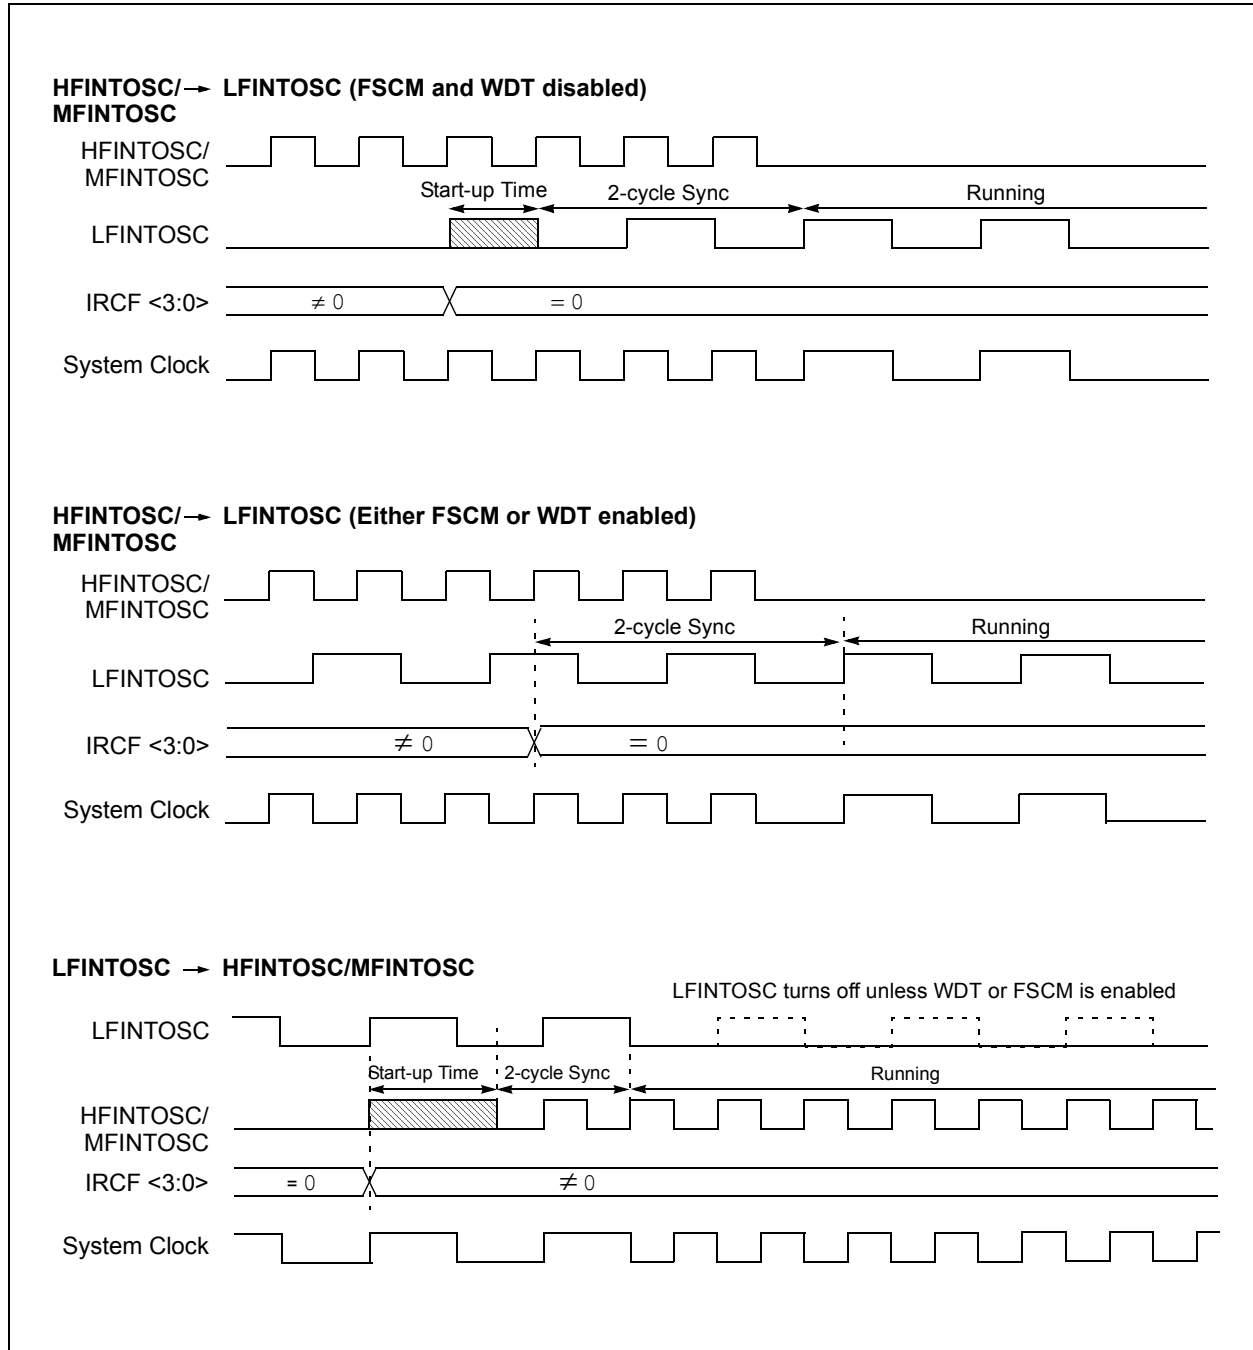 HFINTOSC/→ LFINTOSC (FSCM and WDT disabled)
MFINTOSC
HFINTOSC/
MFINTOSC
Start-up Time
2-cycle Sync
Running
LFINTOSC
IRCF <3:0>
≠ 0
= 0
System Clock
HFINTOSC/→ LFINTOSC (Either FSCM or WDT enabled)
MFINTOSC
HFINTOSC/
MFINTOSC
2-cycle Sync
Running
LFINTOSC
IRCF <3:0>
≠ 0
= 0
System Clock
LFINTOSC → HFINTOSC/MFINTOSC
LFINTOSC turns off unless WDT or FSCM is enabled
LFINTOSC
Start-up Time
2-cycle Sync
Running
HFINTOSC/
MFINTOSC
IRCF <3:0>
= 0
≠ 0
System Clock